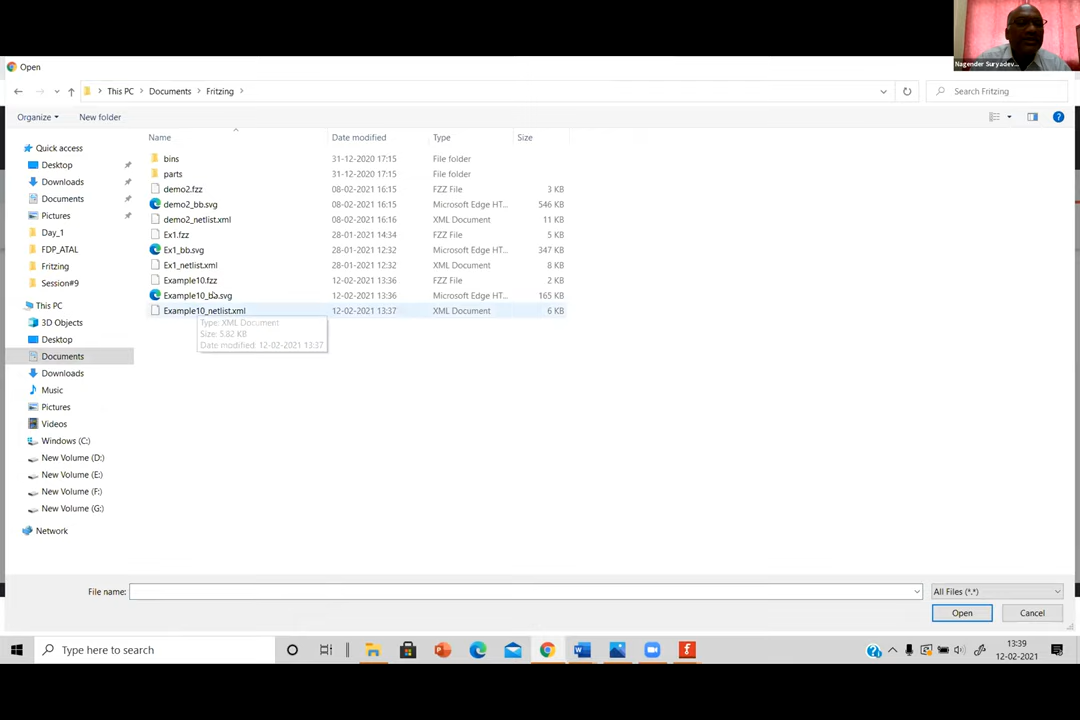 Nagender Suryadev...
Open
This PC
Documents
Fritzing
Search Fritzing
Organize
New folder
Name
Date modified
Type
Size
Quick access
Desktop
Downloads
Documents
Pictures
Day_1
FDP_ATAL
Fritzing
Session#9
This PC
3D Objects
Desktop
Documents
Downloads
Music
Pictures
Videos
Windows (C:)
New Volume (D:)
New Volume (E:)
New Volume (F:)
New Volume (G:)
Network
bins 31-12-2020 17:15 File folder
parts 31-12-2020 17:15 File folder
demo2.fzz 08-02-2021 16:15 FZZ File 3 KB
demo2_bb.svg 08-02-2021 16:15 Microsoft Edge HT... 546 KB
demo2_netlist.xml 08-02-2021 16:16 XML Document 11 KB
Ex1.fzz 28-01-2021 14:34 FZZ File 5 KB
Ex1_bb.svg 28-01-2021 12:32 Microsoft Edge HT... 347 KB
Ex1_netlist.xml 28-01-2021 12:32 XML Document 8 KB
Example10.fzz 12-02-2021 13:36 FZZ File 2 KB
Example10_bb.svg 12-02-2021 13:36 Microsoft Edge HT... 165 KB
Example10_netlist.xml 12-02-2021 13:37 XML Document 6 KB
Type: XML Document
Size: 5.82 KB
Date modified: 12-02-2021 13:37
File name:
All Files (*.*)
Open
Cancel
Type here to search
13:39
12-02-2021